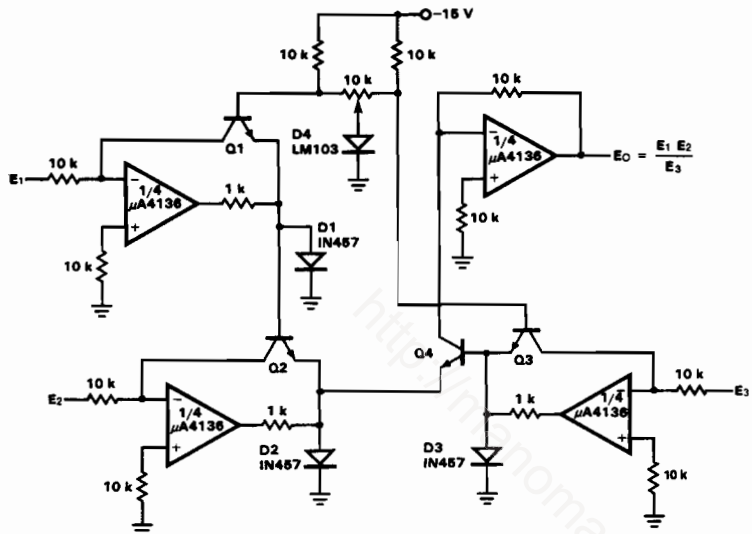 −15 V
10 k
10 k
10 k
10 k
Q1
D4
LM103
E1
10 k
−
1/4
μA4136
+
1 k
10 k
D1
IN457
−
1/4
μA4136
+
10 k
EO = E1 E2 / E3
Q2
E2
10 k
−
1/4
μA4136
+
1 k
10 k
D2
IN457
Q4
Q3
10 k
E3
1 k
−
1/4
μA4136
+
10 k
D3
IN457
http://manoma